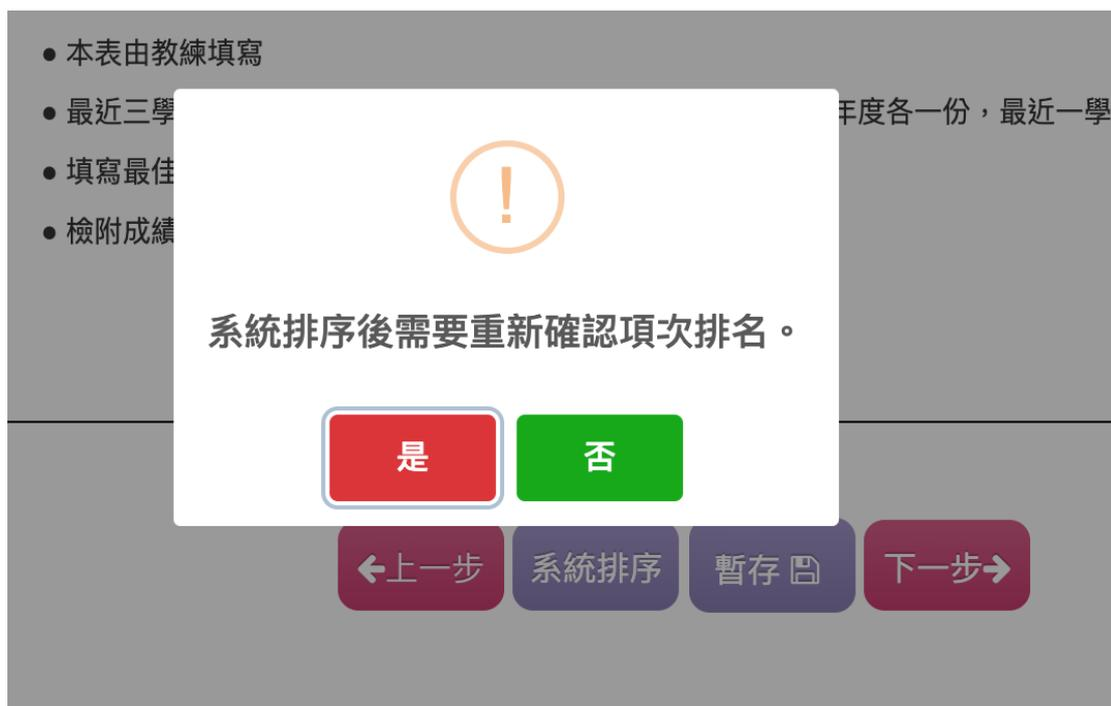 ● 本表由教練填寫
● 最近三學年度各一份，最近一學
● 填寫最佳
● 檢附成績
!
系統排序後需要重新確認項次排名。
是 否
←上一步 系統排序 暫存 下一步→